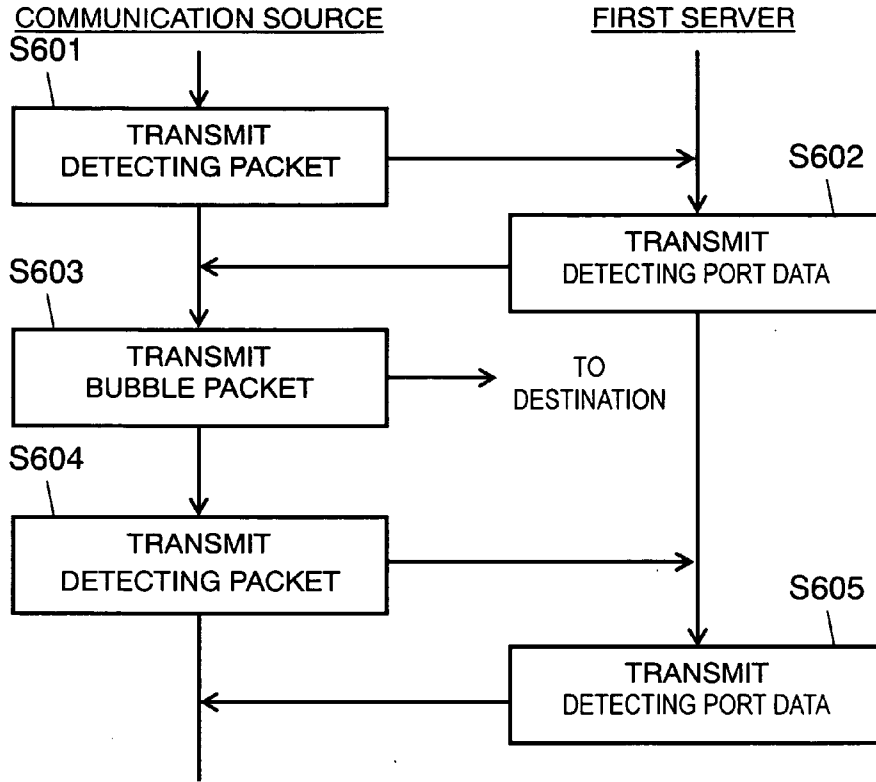 COMMUNICATION SOURCE
FIRST SERVER
S601
TRANSMIT
DETECTING PACKET
S602
TRANSMIT
DETECTING PORT DATA
S603
TRANSMIT
BUBBLE PACKET
TO
DESTINATION
S604
TRANSMIT
DETECTING PACKET
S605
TRANSMIT
DETECTING PORT DATA